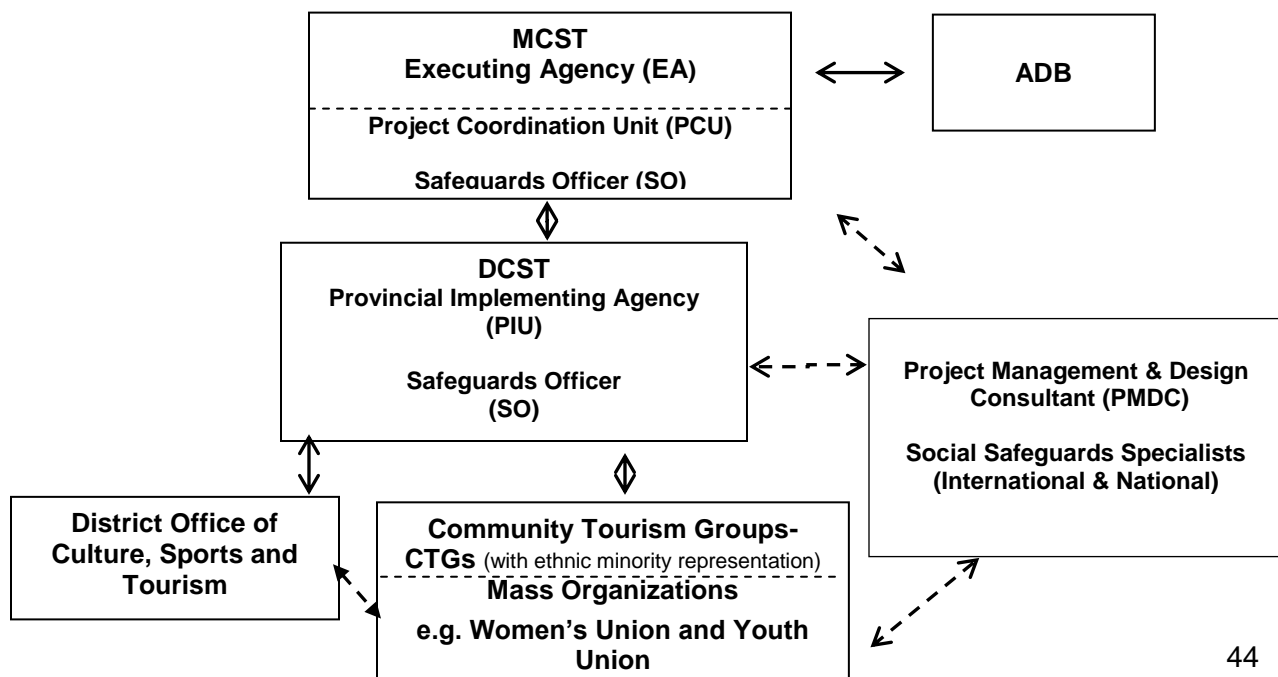 MCST
Executing Agency (EA)
Project Coordination Unit (PCU)
Safeguards Officer (SO)
ADB
DCST
Provincial Implementing Agency
(PIU)
Safeguards Officer
(SO)
Project Management & Design
Consultant (PMDC)
Social Safeguards Specialists
(International & National)
District Office of
Culture, Sports and
Tourism
Community Tourism Groups-
CTGs (with ethnic minority representation)
Mass Organizations
e.g. Women’s Union and Youth
Union
44